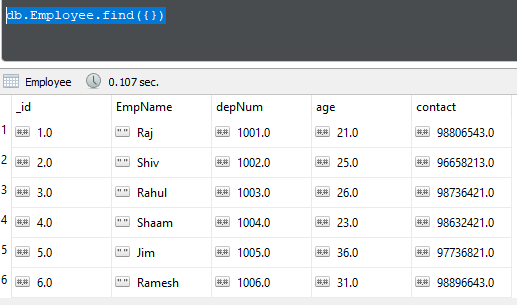 db.Employee.find({})
Employee 0.107 sec.
_id EmpName depNum age contact
1 ## 1.0 "" Raj ## 1001.0 ## 21.0 ## 98806543.0
2 ## 2.0 "" Shiv ## 1002.0 ## 25.0 ## 96658213.0
3 ## 3.0 "" Rahul ## 1003.0 ## 26.0 ## 98736421.0
4 ## 4.0 "" Shaam ## 1004.0 ## 23.0 ## 98632421.0
5 ## 5.0 "" Jim ## 1005.0 ## 36.0 ## 97736821.0
6 ## 6.0 "" Ramesh ## 1006.0 ## 31.0 ## 98896643.0